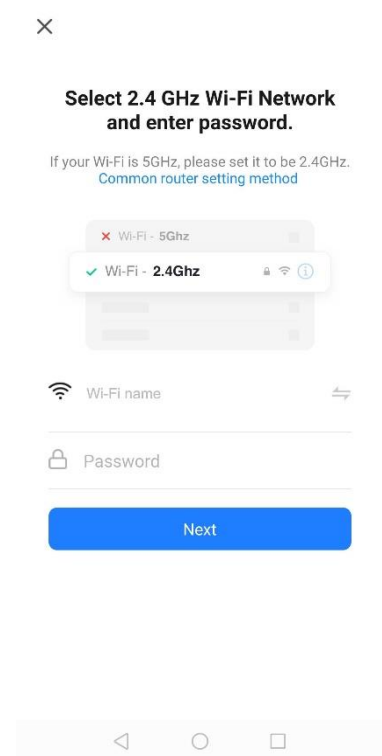 Select 2.4 GHz Wi-Fi Network
and enter password.
If your Wi-Fi is 5GHz, please set it to be 2.4GHz.
Common router setting method
Wi-Fi - 5Ghz
Wi-Fi - 2.4Ghz
Wi-Fi name
Password
Next